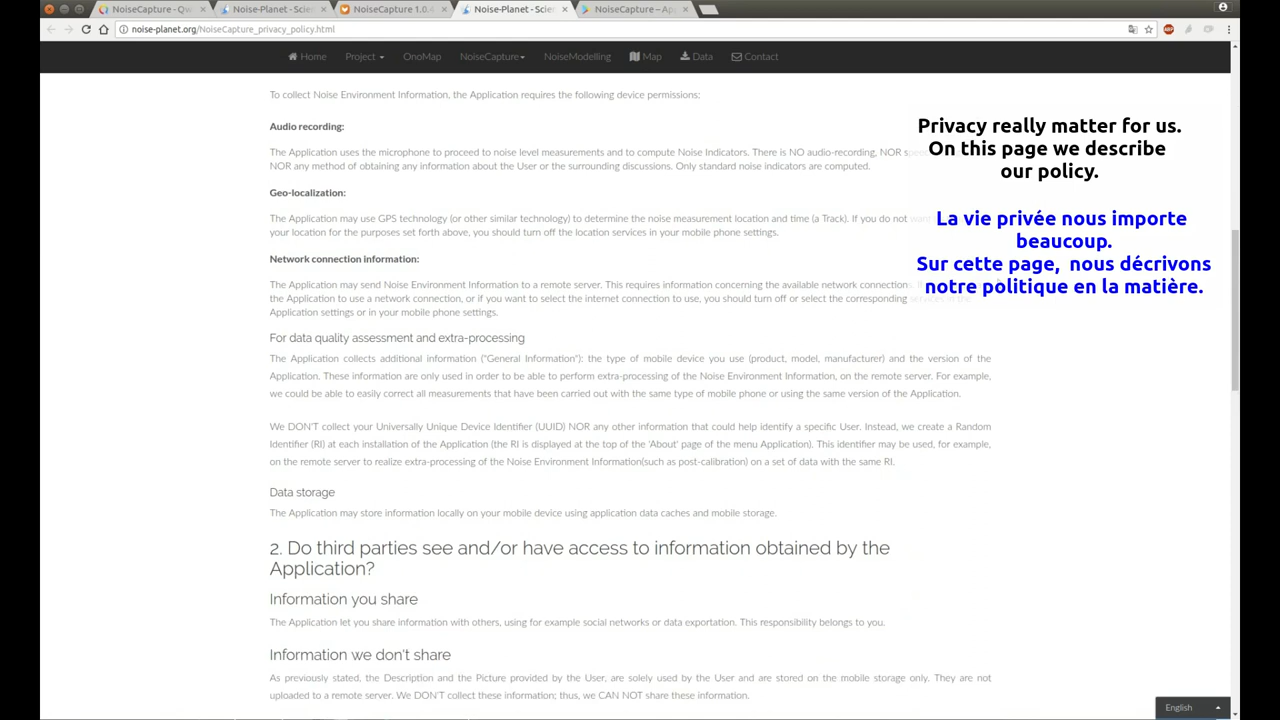 NoiseCapture - Qw
Noise-Planet - Scie
NoiseCapture 1.0.
Noise-Planet - Scie
NoiseCapture – Ap
noise-planet.org/NoiseCapture_privacy_policy.html
Home Project OnoMap NoiseCapture NoiseModelling Map Data Contact
To collect Noise Environment Information, the Application requires the following device permissions:
Audio recording:
The Application uses the microphone to proceed to noise level measurements and to compute Noise Indicators. There is NO audio-recording, NOR
NOR any method of obtaining any information about the User or the surrounding discussions. Only standard noise indicators are computed.
Geo-localization:
The Application may use GPS technology (or other similar technology) to determine the noise measurement location and time (a Track). If you do not
your location for the purposes set forth above, you should turn off the location services in your mobile phone settings.
Network connection information:
The Application may send Noise Environment Information to a remote server. This requires information concerning the available network connections.
the Application to use a network connection, or if you want to select the internet connection to use, you should turn off or select the corresponding services in the
Application settings or in your mobile phone settings.
For data quality assessment and extra-processing
The Application collects additional information ("General Information"): the type of mobile device you use (product, model, manufacturer) and the version of the
Application. These information are only used in order to be able to perform extra-processing of the Noise Environment Information, on the remote server. For example,
we could be able to easily correct all measurements that have been carried out with the same type of mobile phone or using the same version of the Application.
We DON'T collect your Universally Unique Device Identifier (UUID) NOR any other information that could help identify a specific User. Instead, we create a Random
Identifier (RI) at each installation of the Application (the RI is displayed at the top of the 'About' page of the menu Application). This identifier may be used, for example,
on the remote server to realize extra-processing of the Noise Environment Information(such as post-calibration) on a set of data with the same RI.
Data storage
The Application may store information locally on your mobile device using application data caches and mobile storage.
2. Do third parties see and/or have access to information obtained by the
Application?
Information you share
The Application let you share information with others, using for example social networks or data exportation. This responsibility belongs to you.
Information we don't share
As previously stated, the Description and the Picture provided by the User, are solely used by the User and are stored on the mobile storage only. They are not
uploaded to a remote server. We DON'T collect these information; thus, we CAN NOT share these information.
Privacy really matter for us.
On this page we describe
our policy.
La vie privée nous importe
beaucoup.
Sur cette page, nous décrivons
notre politique en la matière.
English